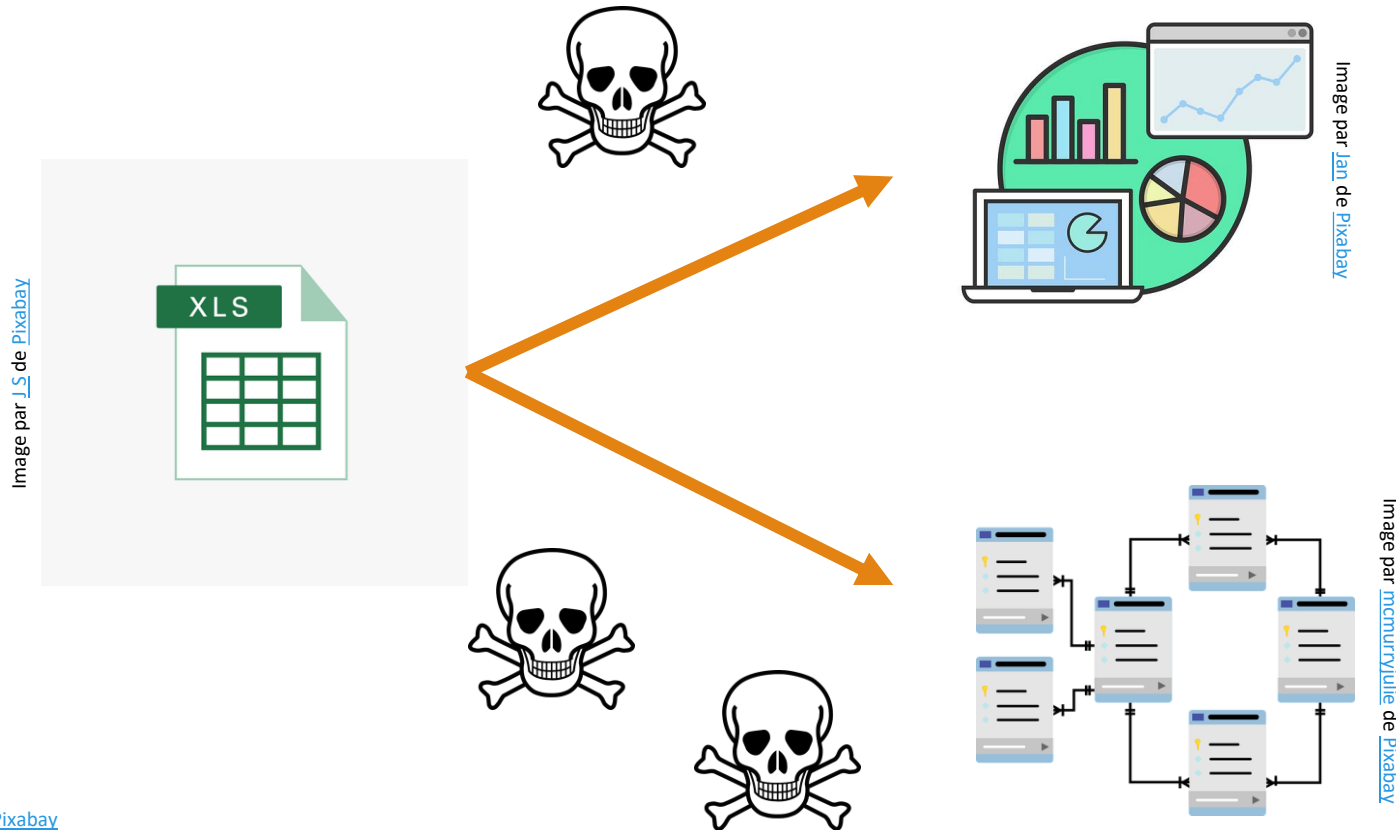 XLS
Image par J S de Pixabay
Image par Jan de Pixabay
Image par mcmurryjulie de Pixabay
Pixabay